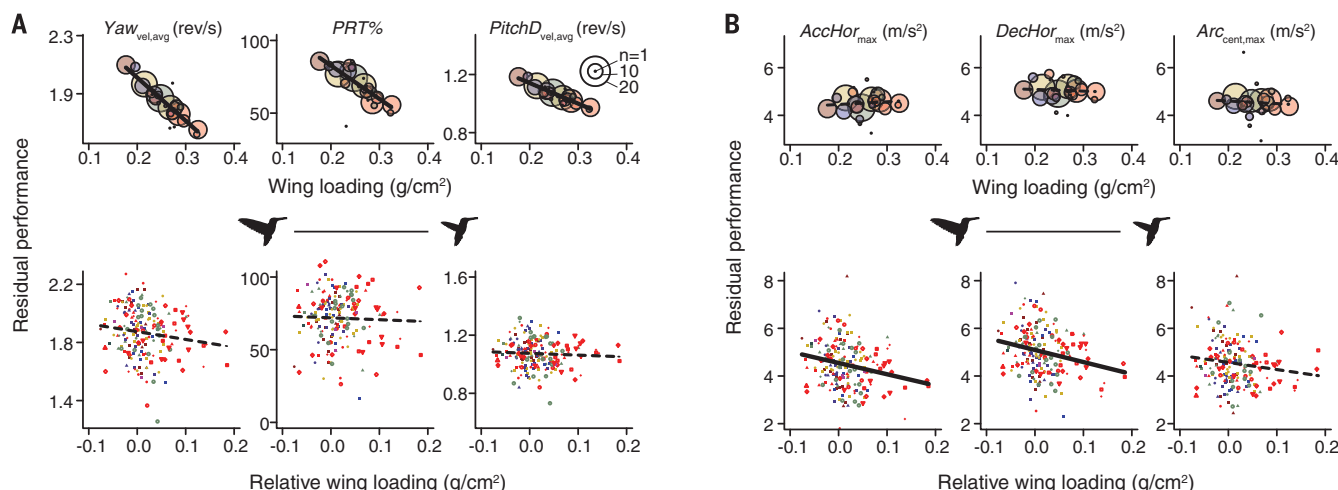 A
Yaw vel,avg (rev/s)
PRT%
PitchD vel,avg (rev/s)
2.3
1.9
100
50
1.2
0.8
n=1
10
20
0.1 0.2 0.3 0.4
0.1 0.2 0.3 0.4
0.1 0.2 0.3 0.4
Wing loading (g/cm²)
Residual performance
2.2
1.8
1.4
100
50
0
1.6
1.2
0.8
-0.1 0.0 0.1 0.2
-0.1 0.0 0.1 0.2
-0.1 0.0 0.1 0.2
Relative wing loading (g/cm²)
B
AccHor max (m/s²)
DecHor max (m/s²)
Arc cent,max (m/s²)
6
4
6
4
6
4
0.1 0.2 0.3 0.4
0.1 0.2 0.3 0.4
0.1 0.2 0.3 0.4
Wing loading (g/cm²)
Residual performance
8
6
4
2
8
6
4
2
8
6
4
2
-0.1 0.0 0.1 0.2
-0.1 0.0 0.1 0.2
-0.1 0.0 0.1 0.2
Relative wing loading (g/cm²)